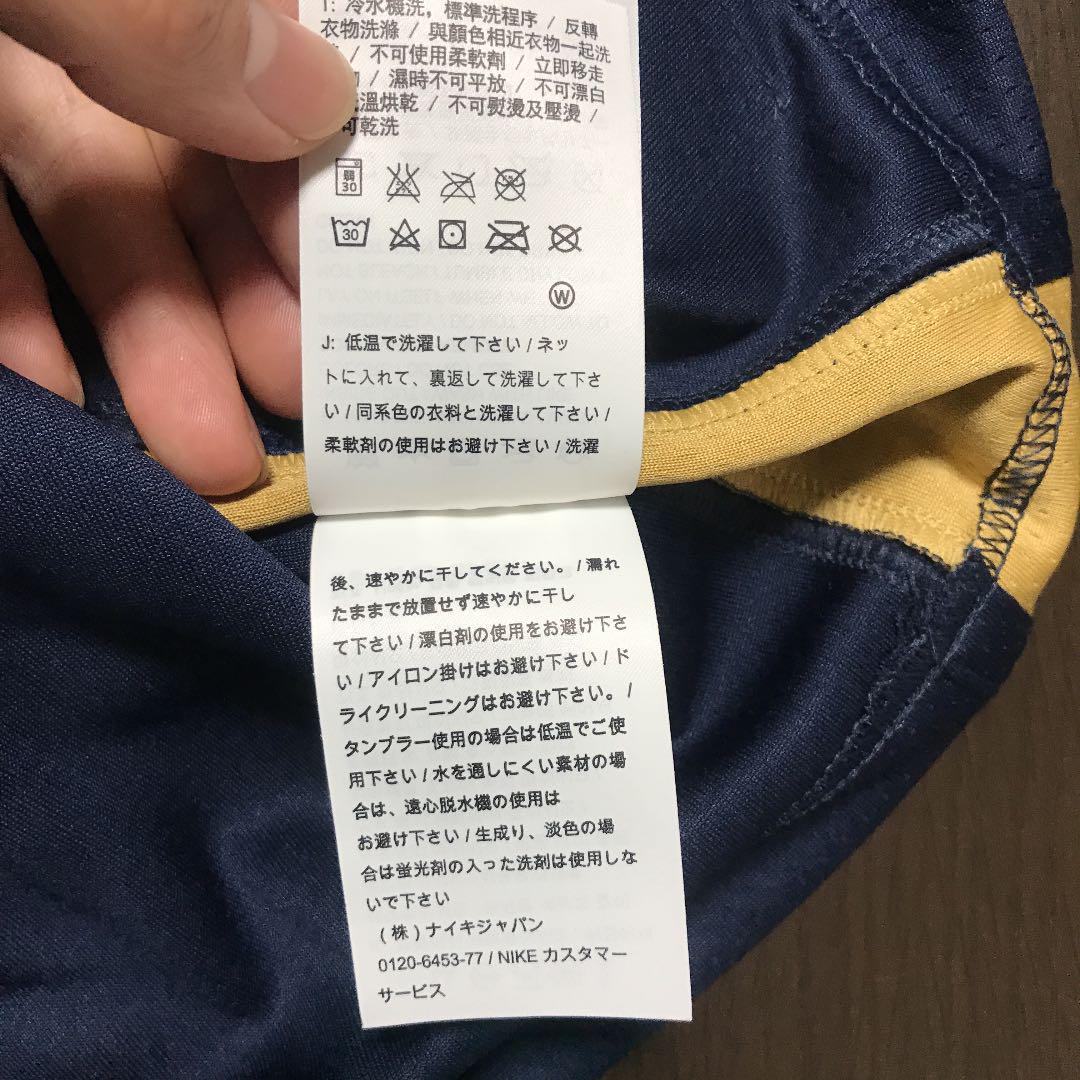 T: 冷水機洗，標準洗程序 / 反轉
衣物洗滌 / 與顏色相近衣物一起洗
/ 不可使用柔軟劑 / 立即移走
/ 濕時不可平放 / 不可漂白
低溫烘乾 / 不可熨燙及壓燙 /
可乾洗
弱
30
30
W
J: 低温で洗濯して下さい / ネッ
トに入れて、裏返して洗濯して下さ
い / 同系色の衣料と洗濯して下さい /
柔軟剤の使用はお避け下さい / 洗濯
後、速やかに干してください。/ 濡れ
たままで放置せず速やかに干し
て下さい / 漂白剤の使用をお避け下さ
い / アイロン掛けはお避け下さい / ド
ライクリーニングはお避け下さい。/
タンブラー使用の場合は低温でご使
用下さい / 水を通しにくい素材の場
合は、遠心脱水機の使用は
お避け下さい / 生成り、淡色の場
合は蛍光剤の入った洗剤は使用しな
いで下さい
(株)ナイキジャパン
0120-6453-77 / NIKE カスタマー
サービス